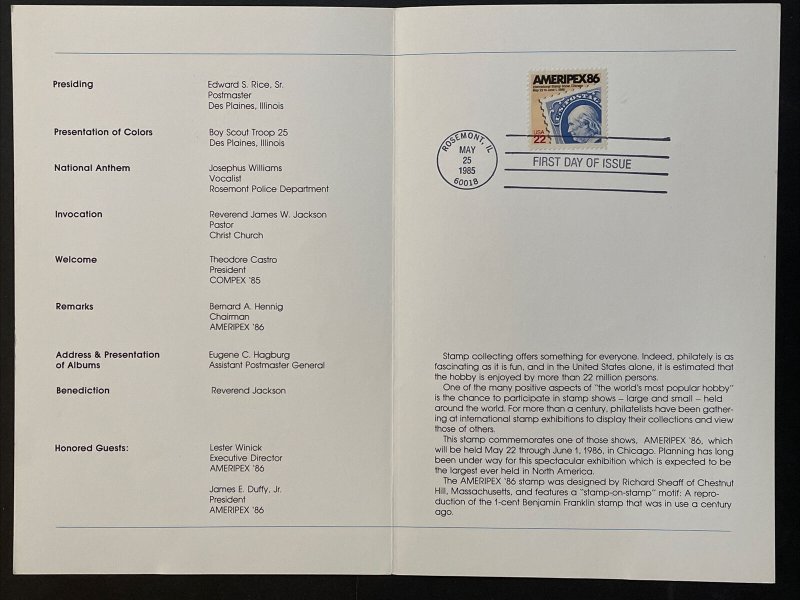 Presiding
Edward S. Rice, Sr.
Postmaster
Des Plaines, Illinois
Presentation of Colors
Boy Scout Troop 25
Des Plaines, Illinois
National Anthem
Josephus Williams
Vocalist
Rosemont Police Department
Invocation
Reverend James W. Jackson
Pastor
Christ Church
Welcome
Theodore Castro
President
COMPEX '85
Remarks
Bernard A. Hennig
Chairman
AMERIPEX '86
Address & Presentation
of Albums
Eugene C. Hagburg
Assistant Postmaster General
Benediction
Reverend Jackson
Honored Guests:
Lester Winick
Executive Director
AMERIPEX '86
James E. Duffy, Jr.
President
AMERIPEX '86
AMERIPEX 86
International Stamp Show, Chicago
May 22 to June 1, 1986
U.S. POSTAGE
USA
22
ROSEMONT, IL
MAY
25
1985
60018
FIRST DAY OF ISSUE
Stamp collecting offers something for everyone. Indeed, philately is as
fascinating as it is fun, and in the United States alone, it is estimated that
the hobby is enjoyed by more than 22 million persons.
One of the many positive aspects of "the world's most popular hobby"
is the chance to participate in stamp shows – large and small – held
around the world. For more than a century, philatelists have been gather-
ing at international stamp exhibitions to display their collections and view
those of others.
This stamp commemorates one of those shows, AMERIPEX '86, which
will be held May 22 through June 1, 1986, in Chicago. Planning has long
been under way for this spectacular exhibition which is expected to be
the largest ever held in North America.
The AMERIPEX '86 stamp was designed by Richard Sheaff of Chestnut
Hill, Massachusetts, and features a "stamp-on-stamp" motif: A repro-
duction of the 1-cent Benjamin Franklin stamp that was in use a century
ago.